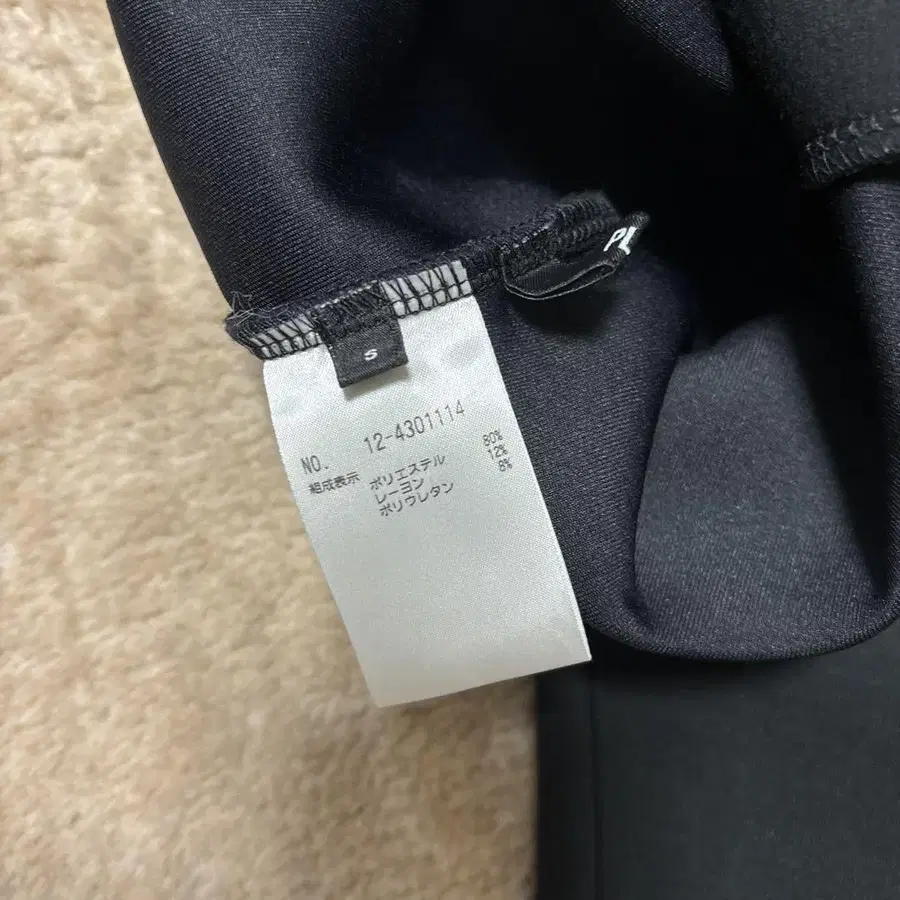 PL
S
NO. 12-4301114
組成表示 ポリエステル 80%
レーヨン 12%
ポリウレタン 8%